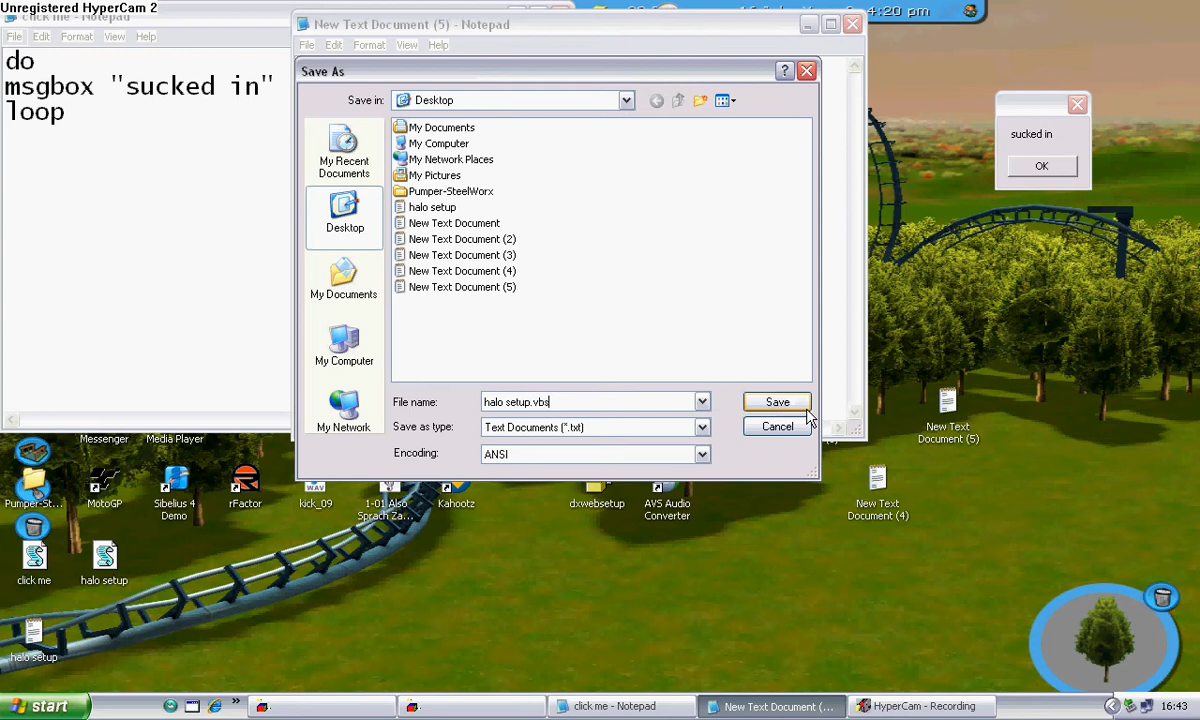 Unregistered HyperCam 2
click me - Notepad
File Edit Format View Help
do
msgbox "sucked in"
loop
New Text Document (5) - Notepad
4:20 pm
File Edit Format View Help
Save As
Save in: Desktop
My Recent Documents
Desktop
My Documents
My Computer
My Network
My Documents
My Computer
My Network Places
My Pictures
Pumper-SteelWorx
halo setup
New Text Document
New Text Document (2)
New Text Document (3)
New Text Document (4)
New Text Document (5)
File name: halo setup.vbs
Save
Save as type: Text Documents (*.txt)
Cancel
Encoding: ANSI
sucked in
OK
New Text
Document (5)
New Text
Document (4)
Messenger
Media Player
Pumper-St...
MotoGP
Sibelius 4
Demo
rFactor
WAV
kick_09
1-01 Also
Sprach Za...
Kahootz
dxwebsetup
AVS Audio
Converter
click me
halo setup
halo setup
start
»
click me - Notepad
New Text Document (...
HyperCam - Recording
16:43